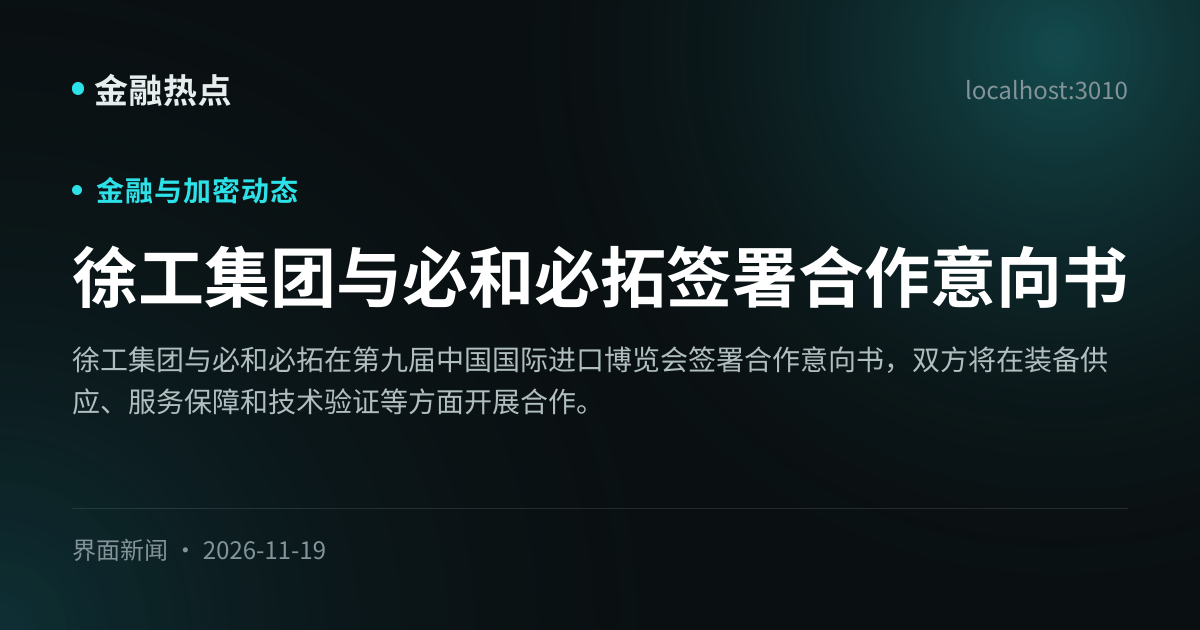 金融热点
localhost:3010
金融与加密动态
徐工集团与必和必拓签署合作意向书
徐工集团与必和必拓在第九届中国国际进口博览会签署合作意向书，双方将在装备供
应、服务保障和技术验证等方面开展合作。
界面新闻 • 2026-11-19